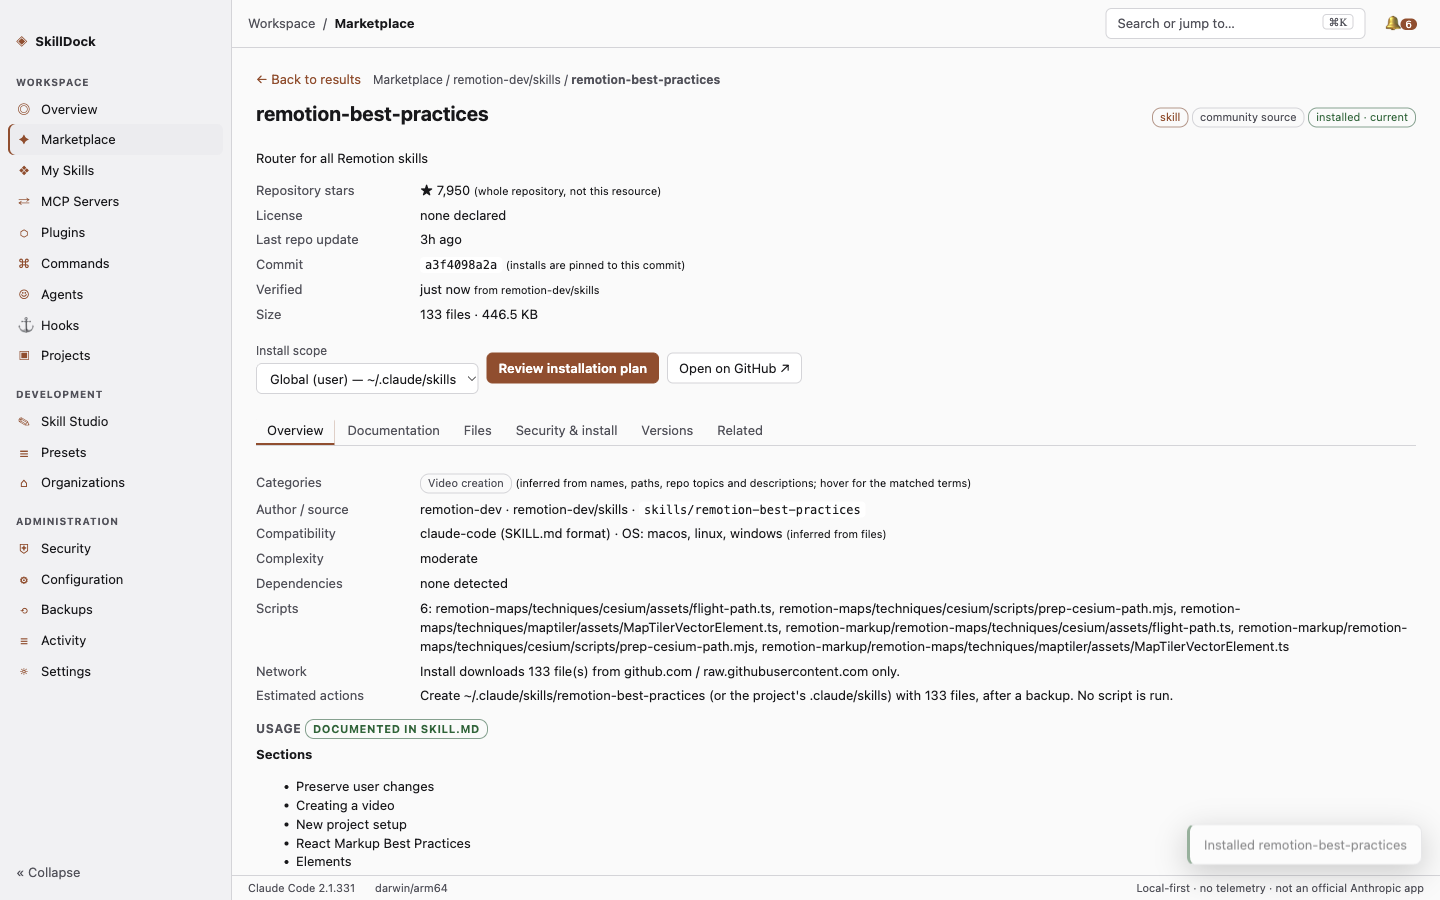 SkillDock
WORKSPACE
Overview
Marketplace
My Skills
MCP Servers
Plugins
Commands
Agents
Hooks
Projects
DEVELOPMENT
Skill Studio
Presets
Organizations
ADMINISTRATION
Security
Configuration
Backups
Activity
Settings
« Collapse
Workspace / Marketplace
Search or jump to… ⌘K
6
← Back to results Marketplace / remotion-dev/skills / remotion-best-practices
remotion-best-practices
skill community source installed · current
Router for all Remotion skills
Repository stars ★ 7,950 (whole repository, not this resource)
License none declared
Last repo update 3h ago
Commit a3f4098a2a (installs are pinned to this commit)
Verified just now from remotion-dev/skills
Size 133 files · 446.5 KB
Install scope
Global (user) — ~/.claude/skills Review installation plan Open on GitHub ↗
Overview Documentation Files Security & install Versions Related
Categories Video creation (inferred from names, paths, repo topics and descriptions; hover for the matched terms)
Author / source remotion-dev · remotion-dev/skills · skills/remotion-best-practices
Compatibility claude-code (SKILL.md format) · OS: macos, linux, windows (inferred from files)
Complexity moderate
Dependencies none detected
Scripts 6: remotion-maps/techniques/cesium/assets/flight-path.ts, remotion-maps/techniques/cesium/scripts/prep-cesium-path.mjs, remotion-
maps/techniques/maptiler/assets/MapTilerVectorElement.ts, remotion-markup/remotion-maps/techniques/cesium/assets/flight-path.ts, remotion-markup/remotion-
maps/techniques/cesium/scripts/prep-cesium-path.mjs, remotion-markup/remotion-maps/techniques/maptiler/assets/MapTilerVectorElement.ts
Network Install downloads 133 file(s) from github.com / raw.githubusercontent.com only.
Estimated actions Create ~/.claude/skills/remotion-best-practices (or the project's .claude/skills) with 133 files, after a backup. No script is run.
USAGE DOCUMENTED IN SKILL.MD
Sections
• Preserve user changes
• Creating a video
• New project setup
• React Markup Best Practices
• Elements
Installed remotion-best-practices
Claude Code 2.1.331 darwin/arm64
Local-first · no telemetry · not an official Anthropic app